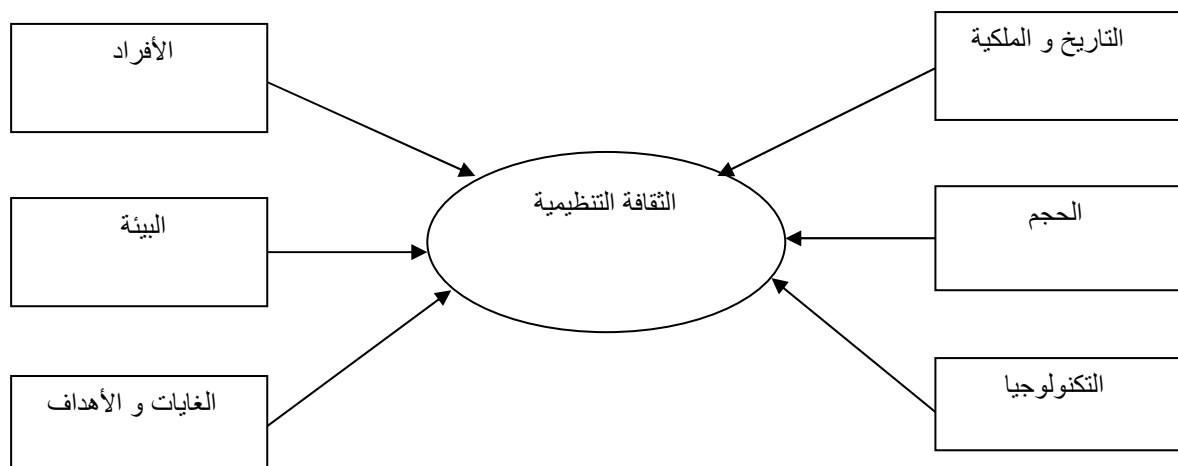 التاريخ و الملكية
الأفراد
الثقافة التنظيمية
الحجم
البيئة
التكنولوجيا
الغايات و الأهداف